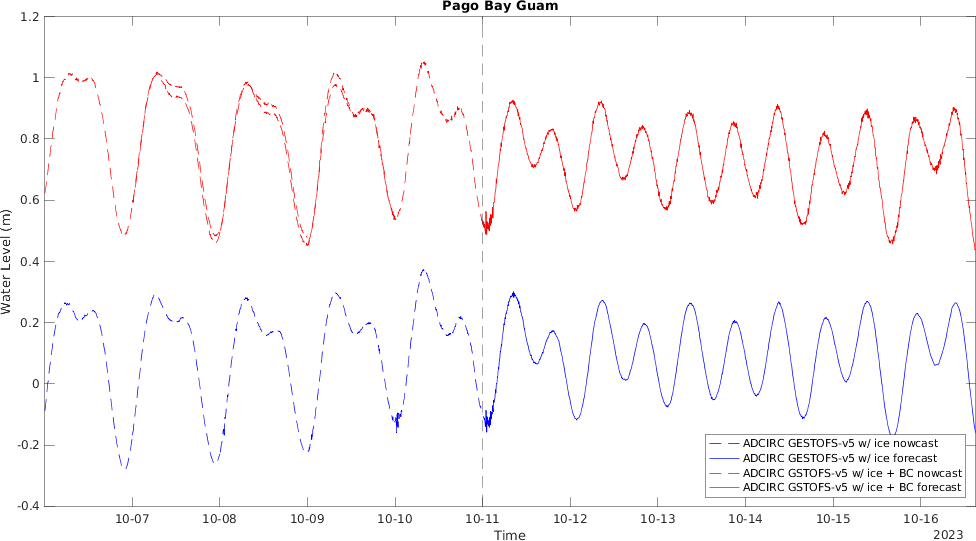 Pago Bay Guam
1.2
1
0.8
0.6
0.4
0.2
0
-0.2
-0.4
Water Level (m)
ADCIRC GESTOFS-v5 w/ ice nowcast
ADCIRC GESTOFS-v5 w/ ice forecast
ADCIRC GSTOFS-v5 w/ ice + BC nowcast
ADCIRC GSTOFS-v5 w/ ice + BC forecast
10-07 10-08 10-09 10-10 10-11 10-12 10-13 10-14 10-15 10-16
Time
2023